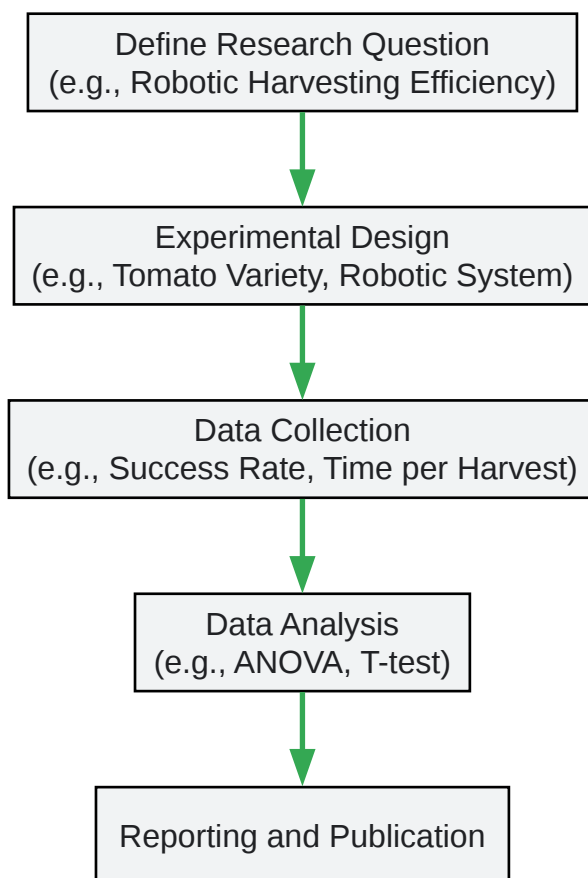 Define Research Question
(e.g., Robotic Harvesting Efficiency)
Experimental Design
(e.g., Tomato Variety, Robotic System)
Data Collection
(e.g., Success Rate, Time per Harvest)
Data Analysis
(e.g., ANOVA, T-test)
Reporting and Publication